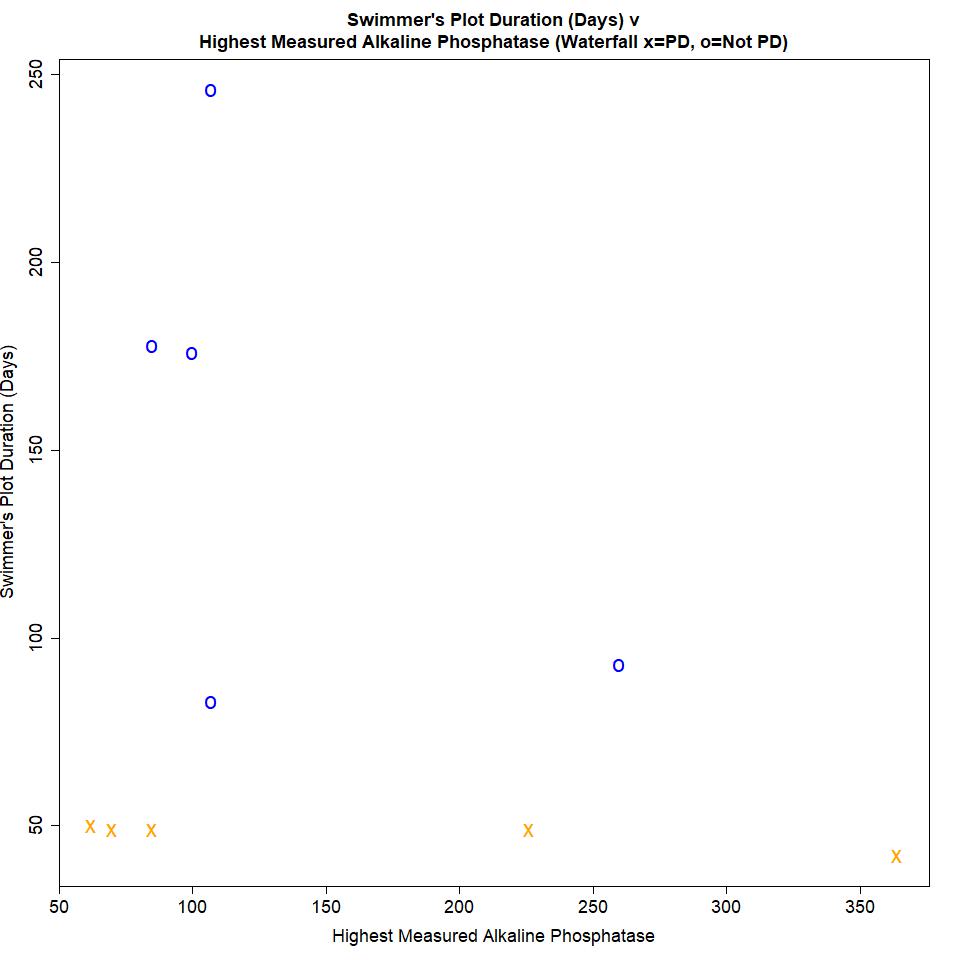 Swimmer's Plot Duration (Days) v
Highest Measured Alkaline Phosphatase (Waterfall x=PD, o=Not PD)
250
200
150
100
50
Swimmer's Plot Duration (Days)
o
o
o
o
o
x
x
x
x
x
50 100 150 200 250 300 350
Highest Measured Alkaline Phosphatase